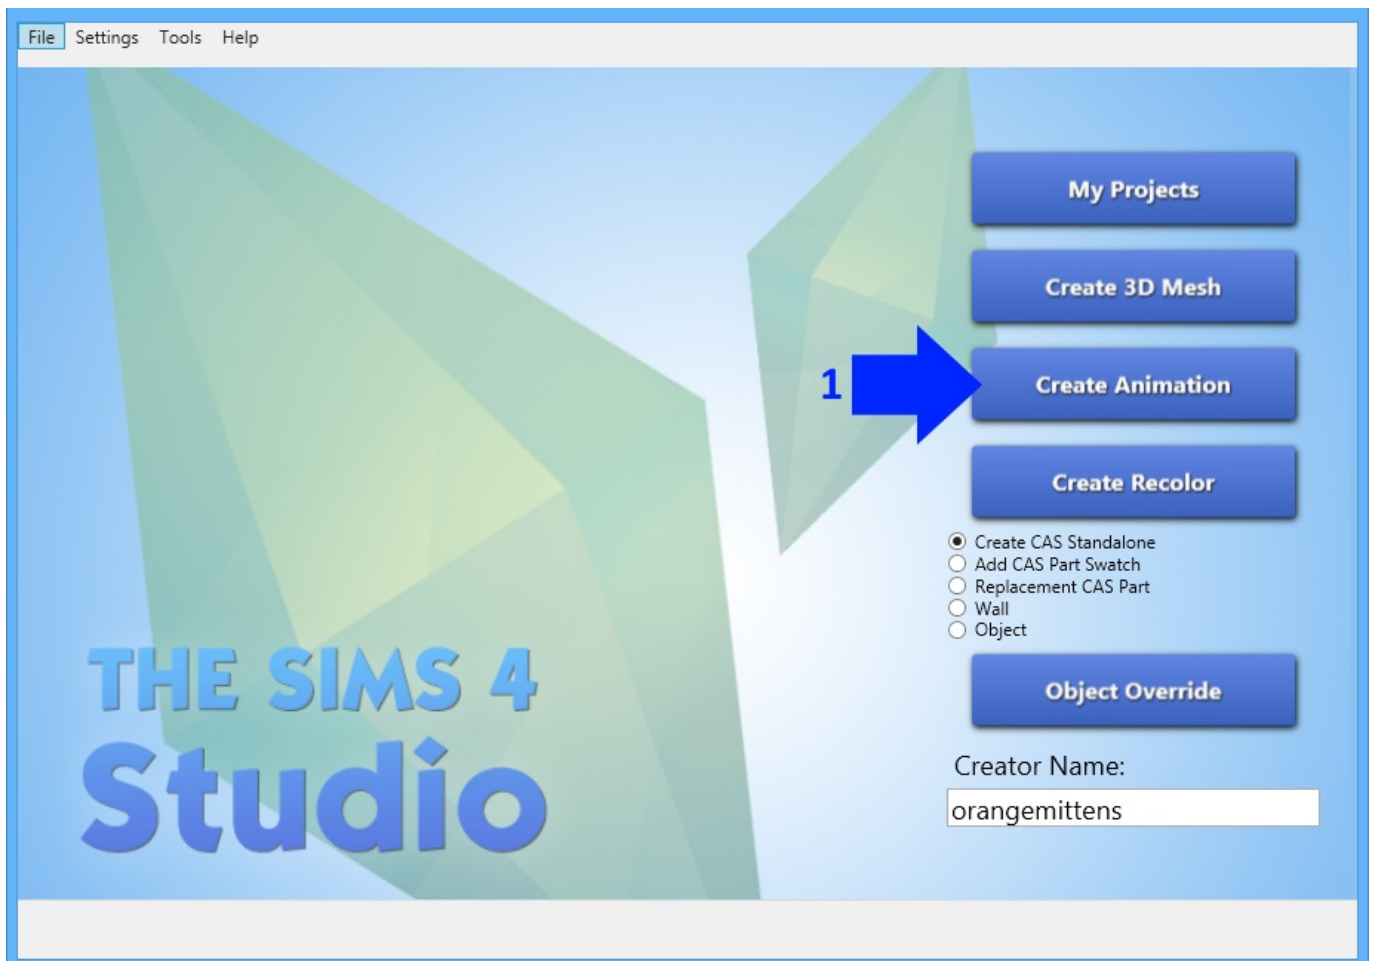 File Settings Tools Help
My Projects
Create 3D Mesh
1
Create Animation
Create Recolor
Create CAS Standalone
Add CAS Part Swatch
Replacement CAS Part
Wall
Object
THE SIMS 4
Studio
Object Override
Creator Name:
orangemittens